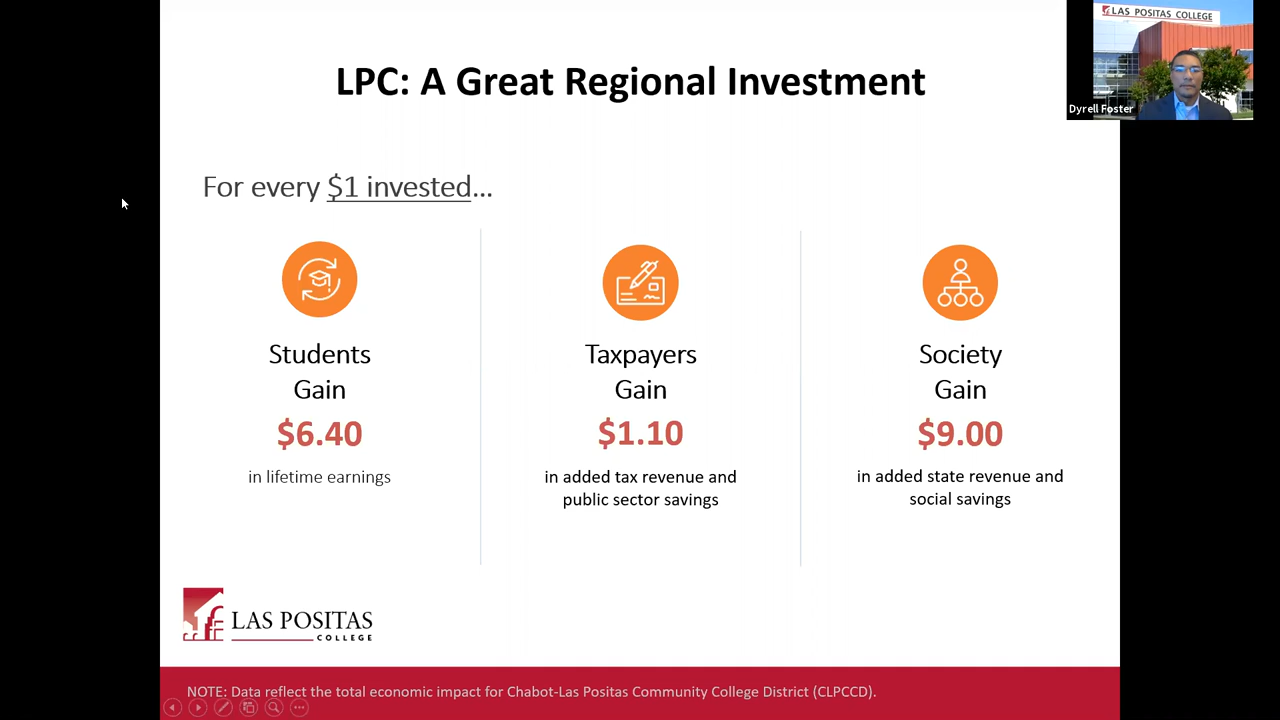 LAS POSITAS COLLEGE
Dyrell Foster
LPC: A Great Regional Investment
For every $1 invested...
Students
Gain
$6.40
in lifetime earnings
Taxpayers
Gain
$1.10
in added tax revenue and
public sector savings
Society
Gain
$9.00
in added state revenue and
social savings
LAS POSITAS
COLLEGE
NOTE: Data reflect the total economic impact for Chabot-Las Positas Community College District (CLPCCD).